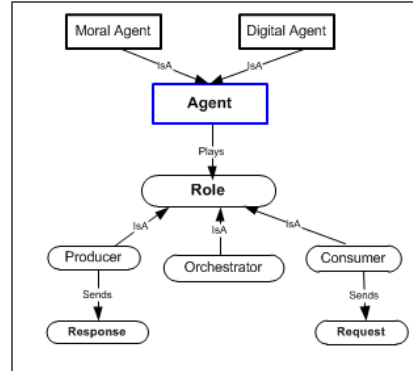 Moral Agent
Digital Agent
IsA
IsA
Agent
Plays
Role
IsA
IsA
IsA
Producer
Orchestrator
Consumer
Sends
Sends
Response
Request